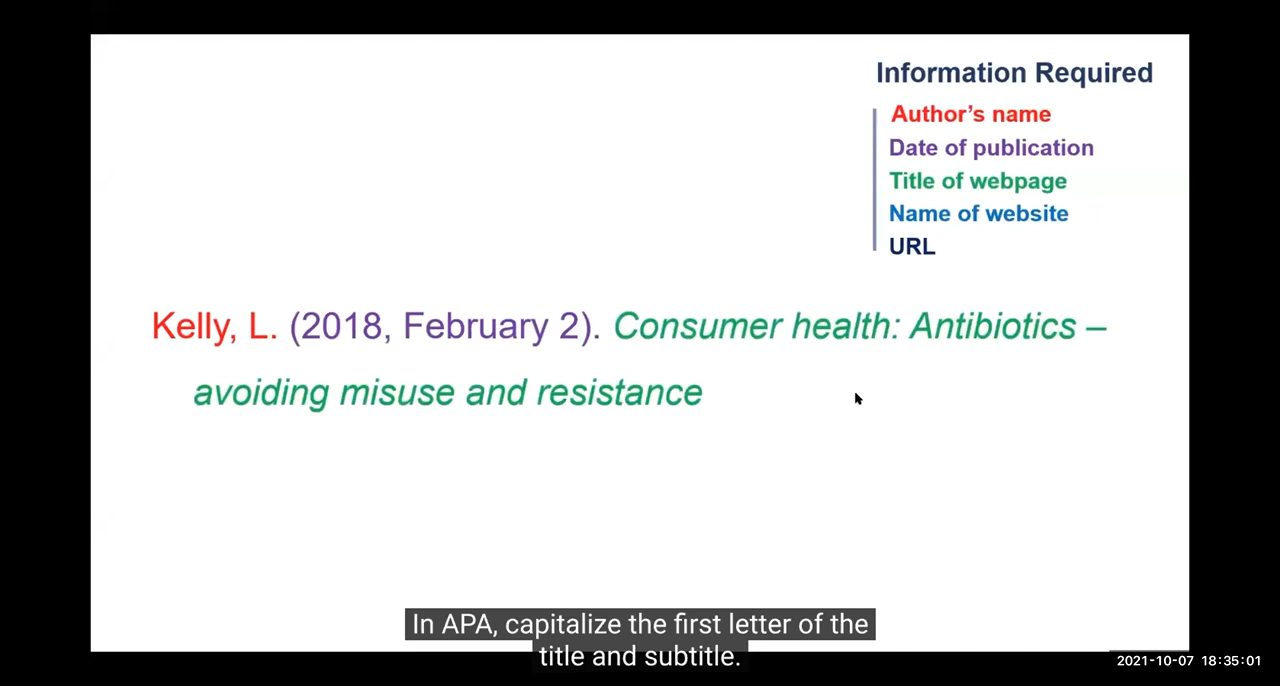 Information Required
Author’s name
Date of publication
Title of webpage
Name of website
URL
Kelly, L. (2018, February 2). Consumer health: Antibiotics –
avoiding misuse and resistance
In APA, capitalize the first letter of the
title and subtitle.
2021-10-07 18:35:01